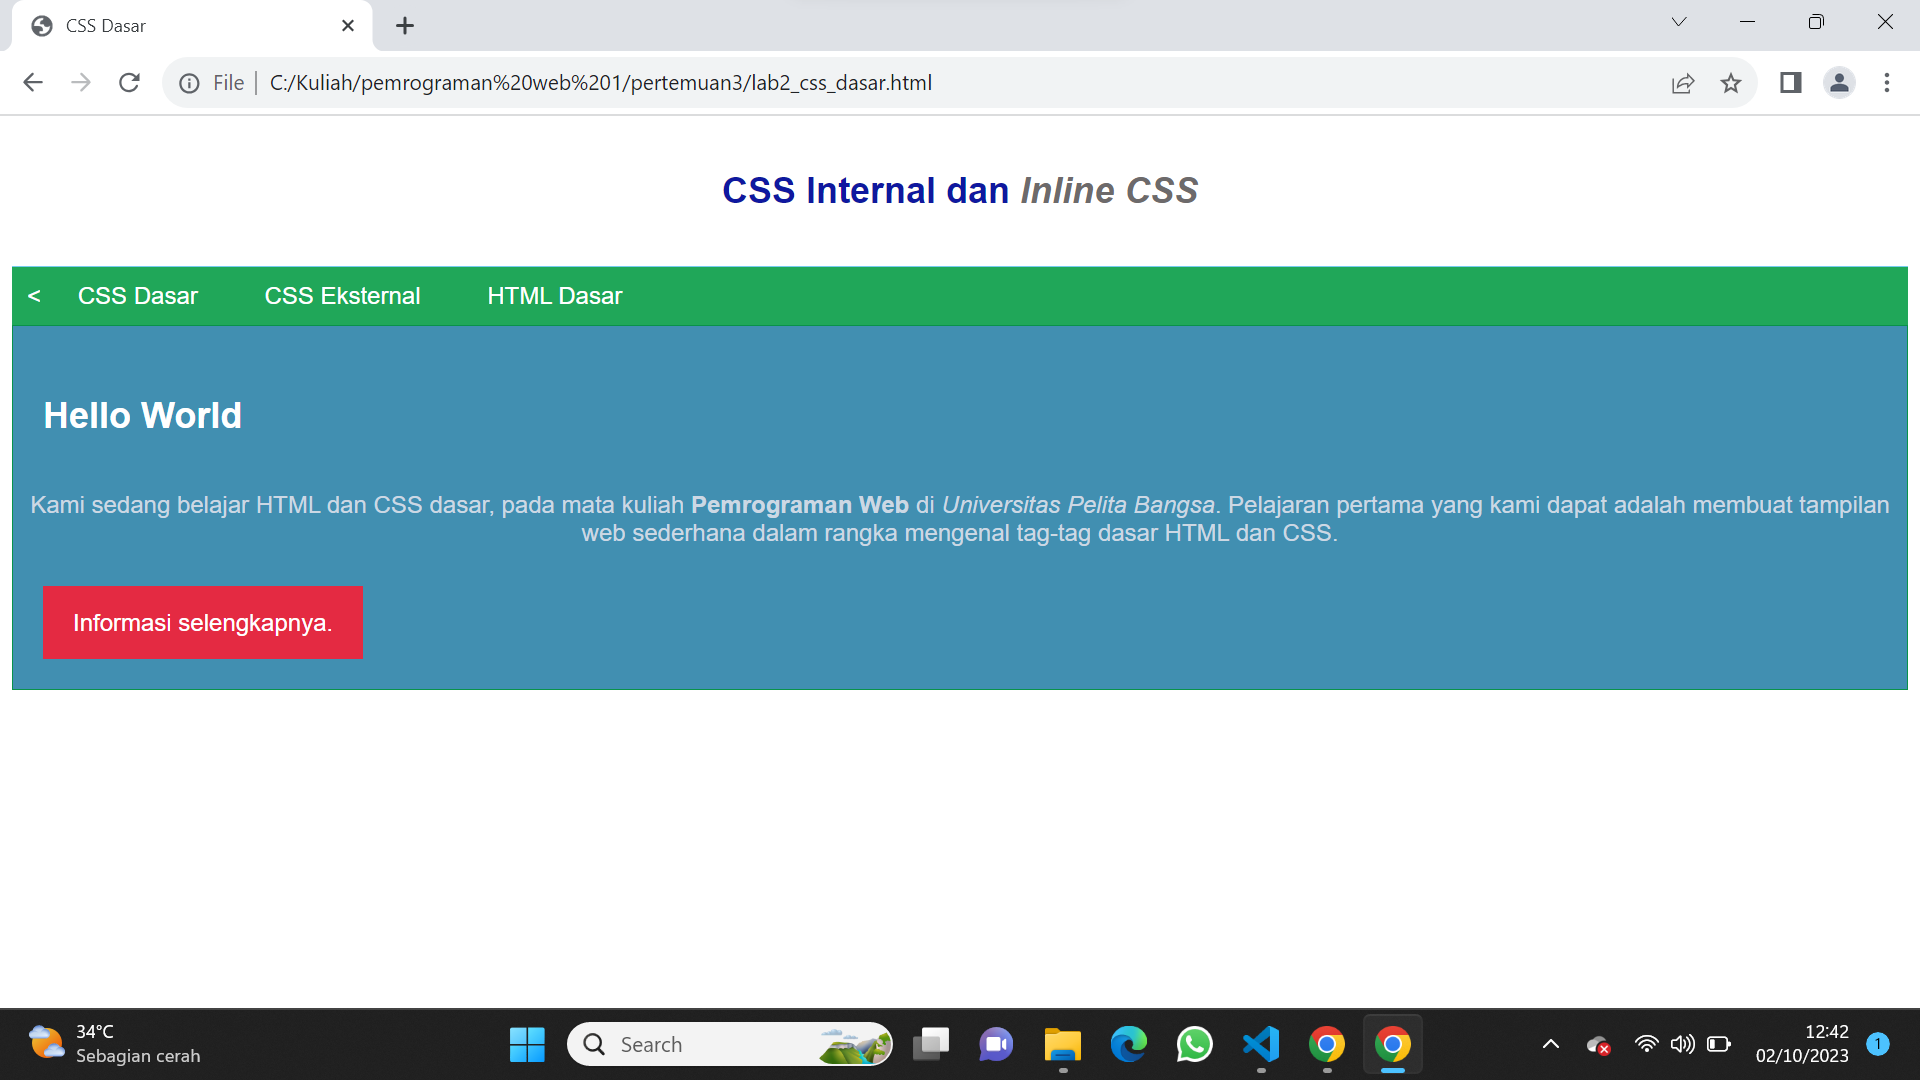 CSS Dasar
File | C:/Kuliah/pemrograman%20web%201/pertemuan3/lab2_css_dasar.html
CSS Internal dan Inline CSS
< CSS Dasar CSS Eksternal HTML Dasar
Hello World
Kami sedang belajar HTML dan CSS dasar, pada mata kuliah Pemrograman Web di Universitas Pelita Bangsa. Pelajaran pertama yang kami dapat adalah membuat tampilan
web sederhana dalam rangka mengenal tag-tag dasar HTML dan CSS.
Informasi selengkapnya.
34°C
Sebagian cerah
Search
12:42
02/10/2023
1